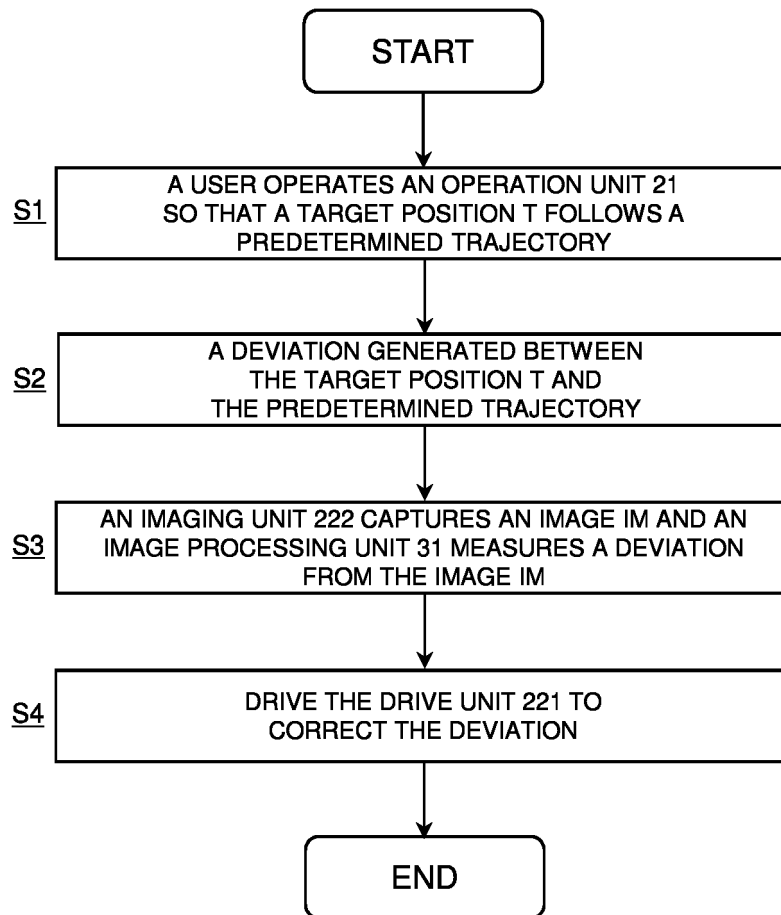 START
S1
A USER OPERATES AN OPERATION UNIT 21
SO THAT A TARGET POSITION T FOLLOWS A
PREDETERMINED TRAJECTORY
S2
A DEVIATION GENERATED BETWEEN
THE TARGET POSITION T AND
THE PREDETERMINED TRAJECTORY
S3
AN IMAGING UNIT 222 CAPTURES AN IMAGE IM AND AN
IMAGE PROCESSING UNIT 31 MEASURES A DEVIATION
FROM THE IMAGE IM
S4
DRIVE THE DRIVE UNIT 221 TO
CORRECT THE DEVIATION
END